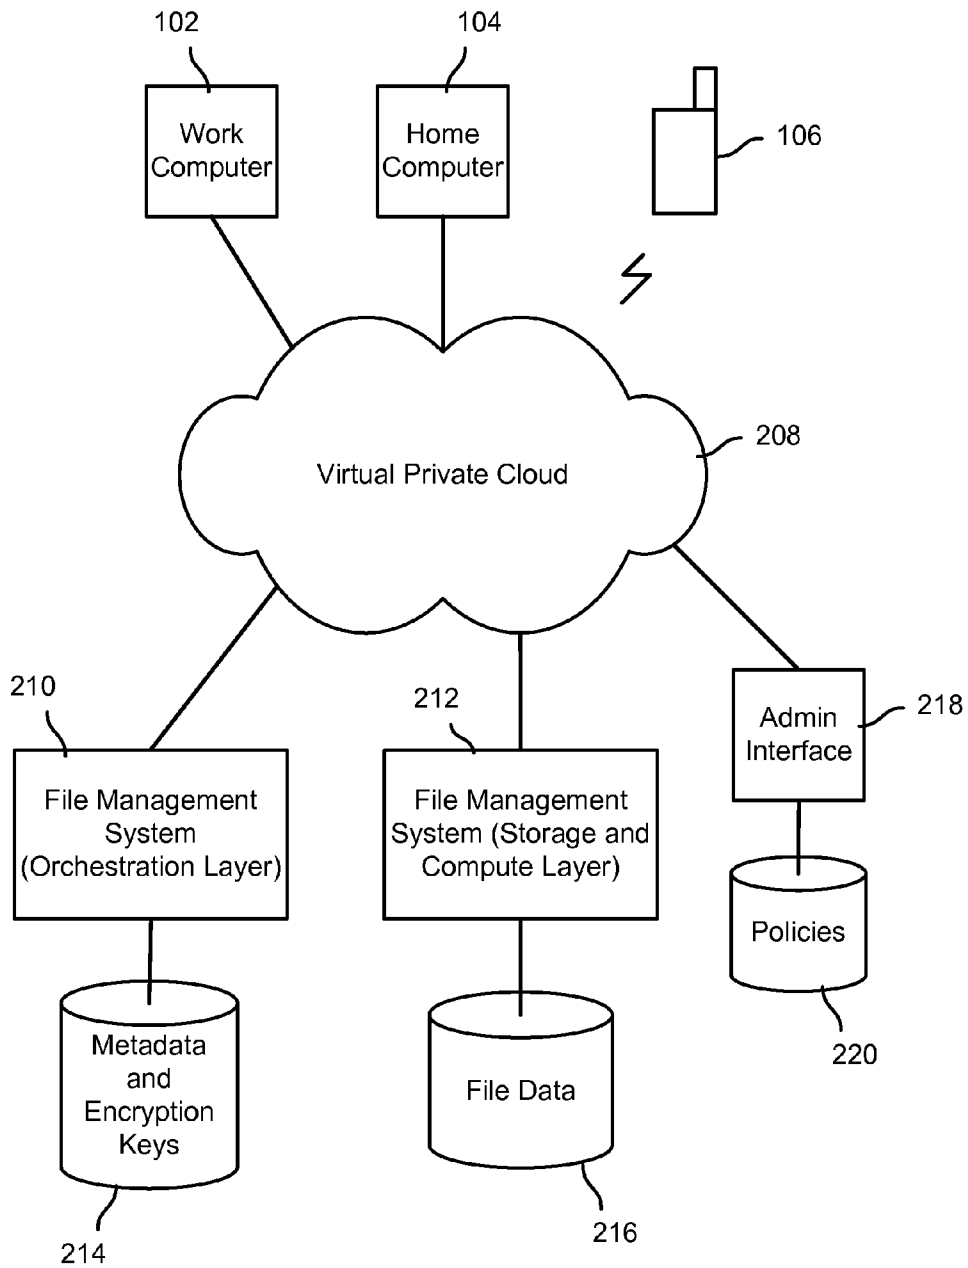 102
104
Work
Computer
Home
Computer
106
208
Virtual Private Cloud
210
212
218
Admin
Interface
File Management
System
(Orchestration Layer)
File Management
System (Storage and
Compute Layer)
Policies
220
Metadata
and
Encryption
Keys
File Data
214
216